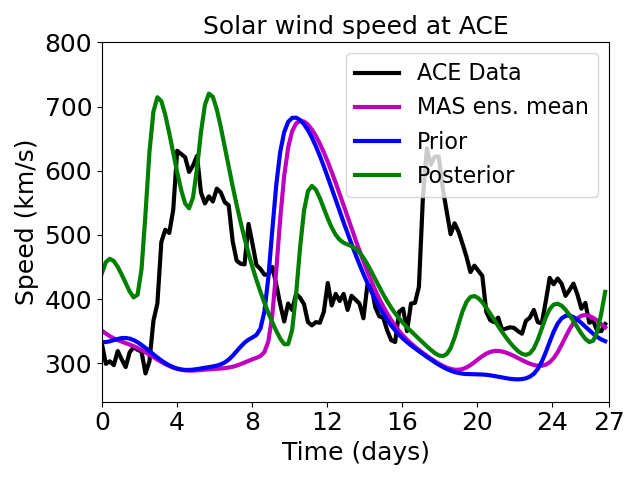 Solar wind speed at ACE
800
700
600
500
400
300
Speed (km/s)
ACE Data
MAS ens. mean
Prior
Posterior
0 4 8 12 16 20 24 27
Time (days)